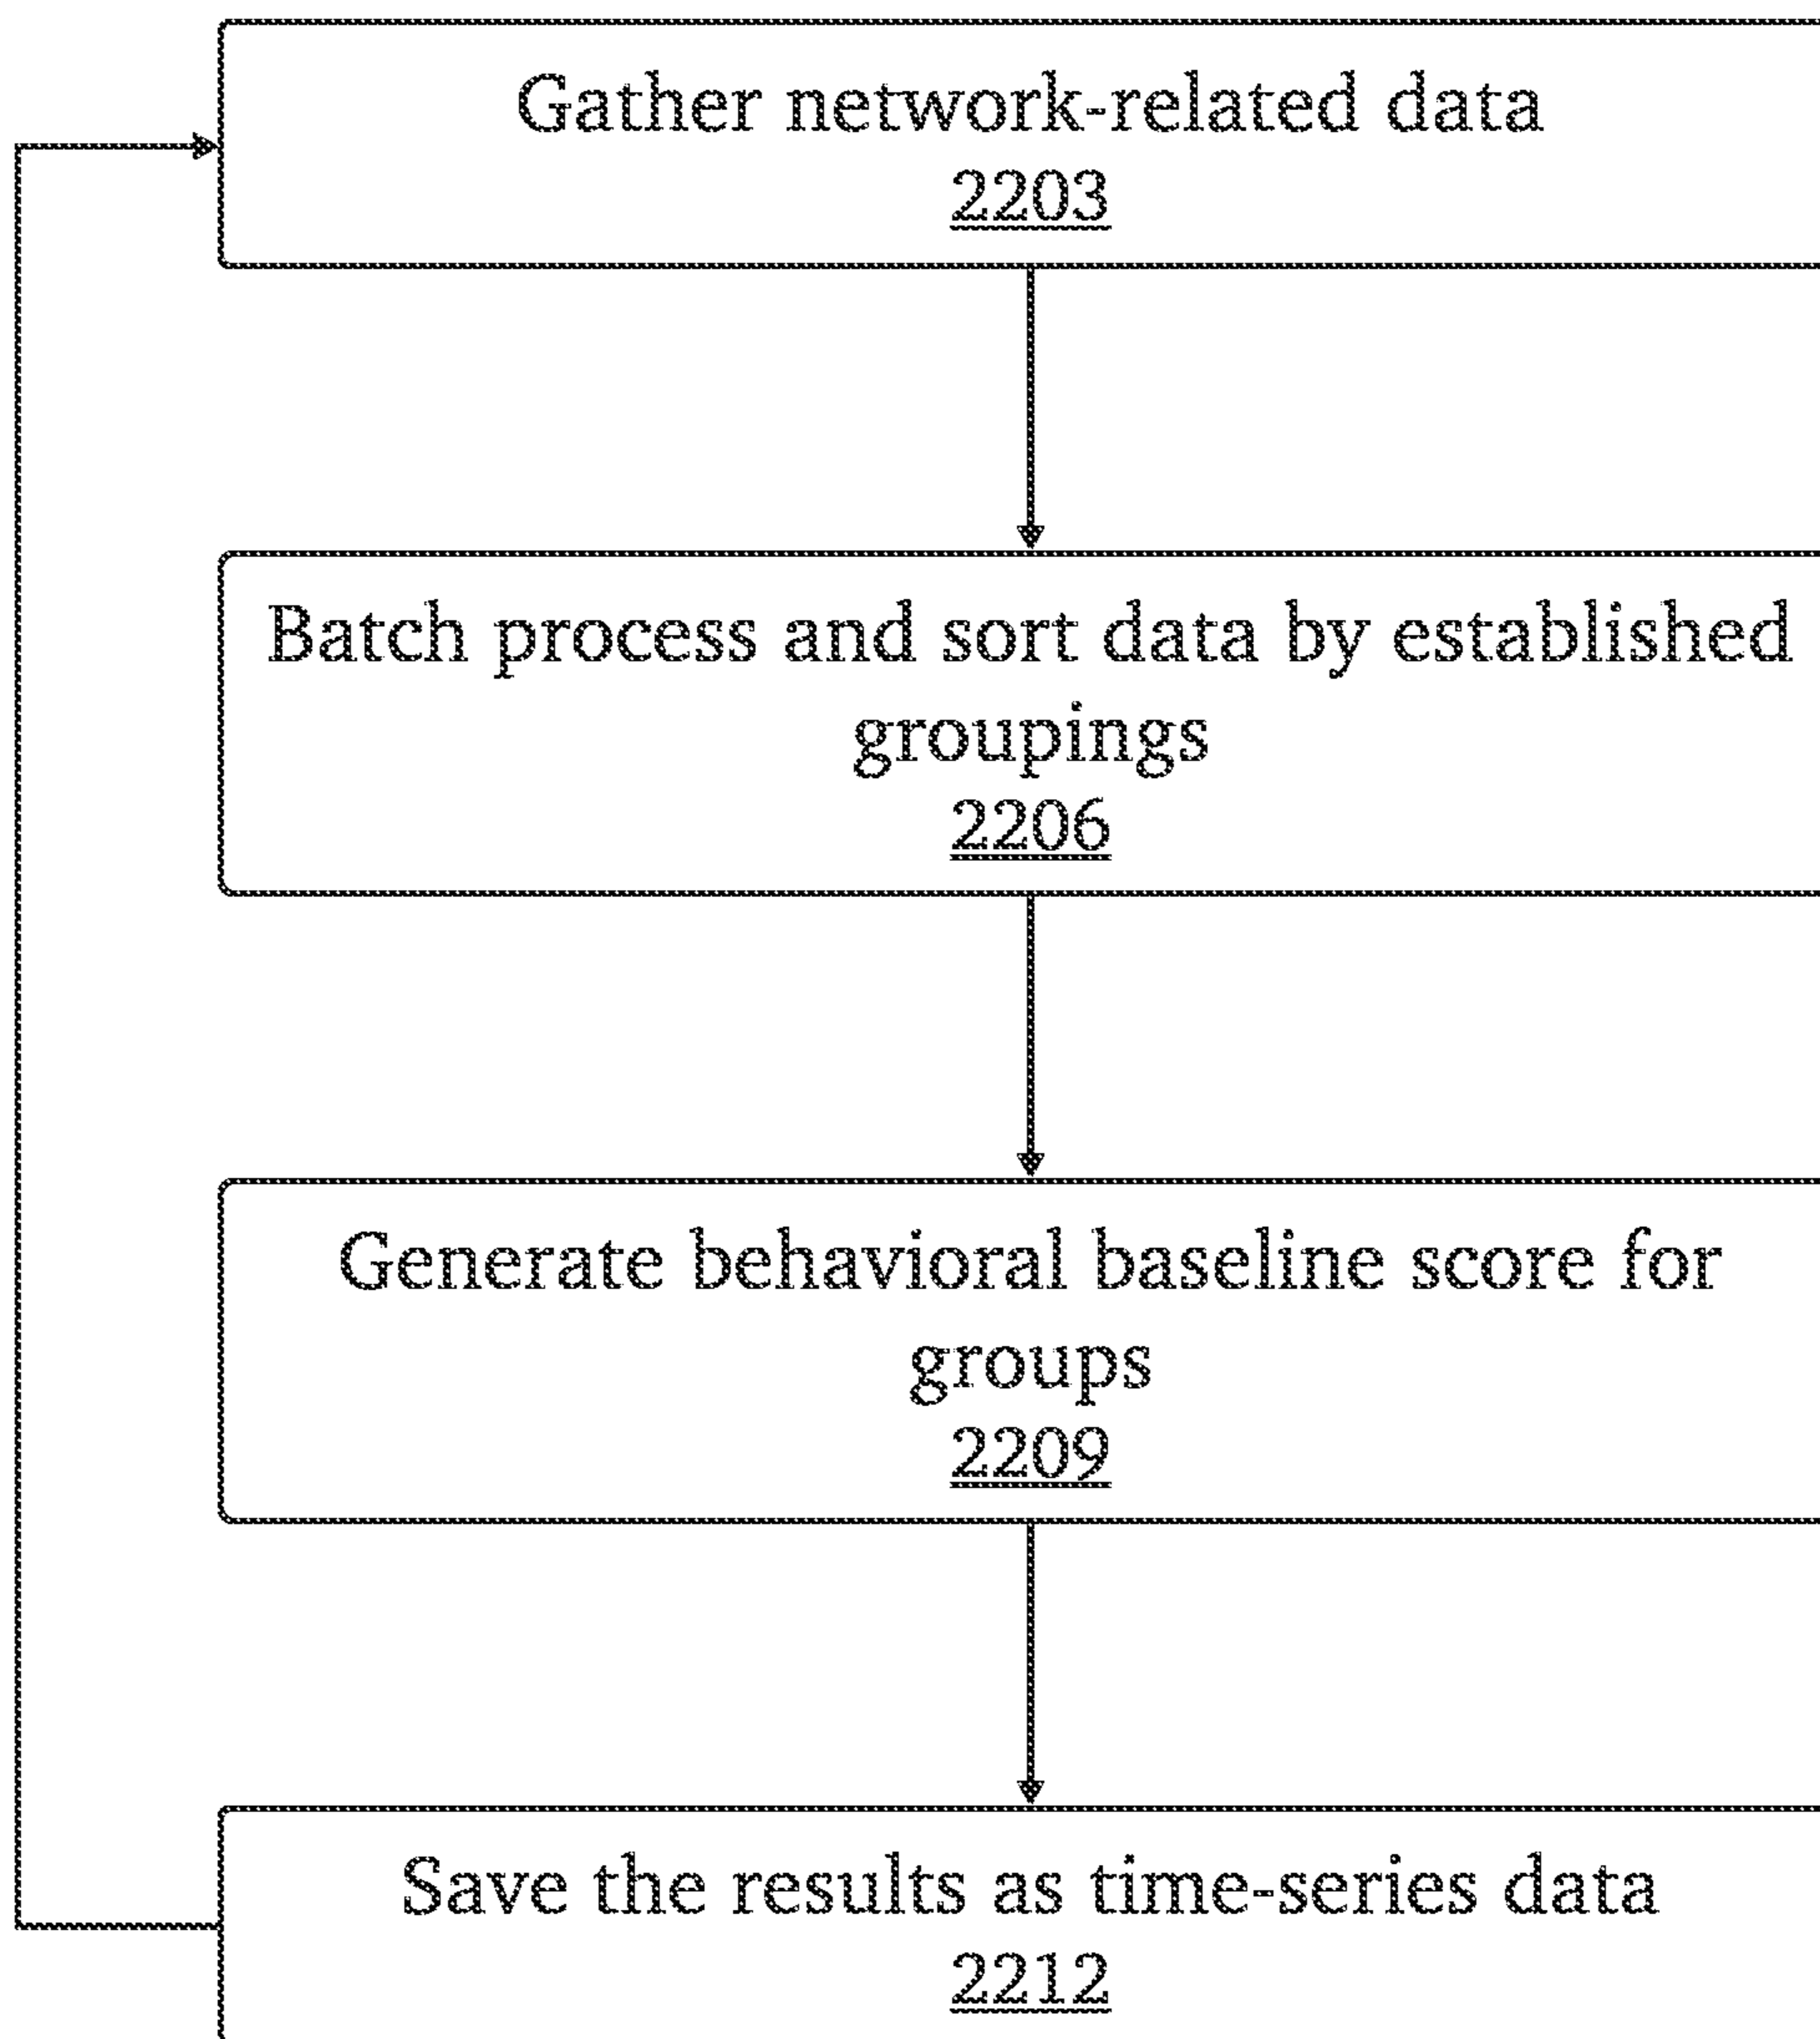 Gather network-related data
2203
Batch process and sort data by established
groupings
2206
Generate behavioral baseline score for
groups
2209
Save the results as time-series data
2212